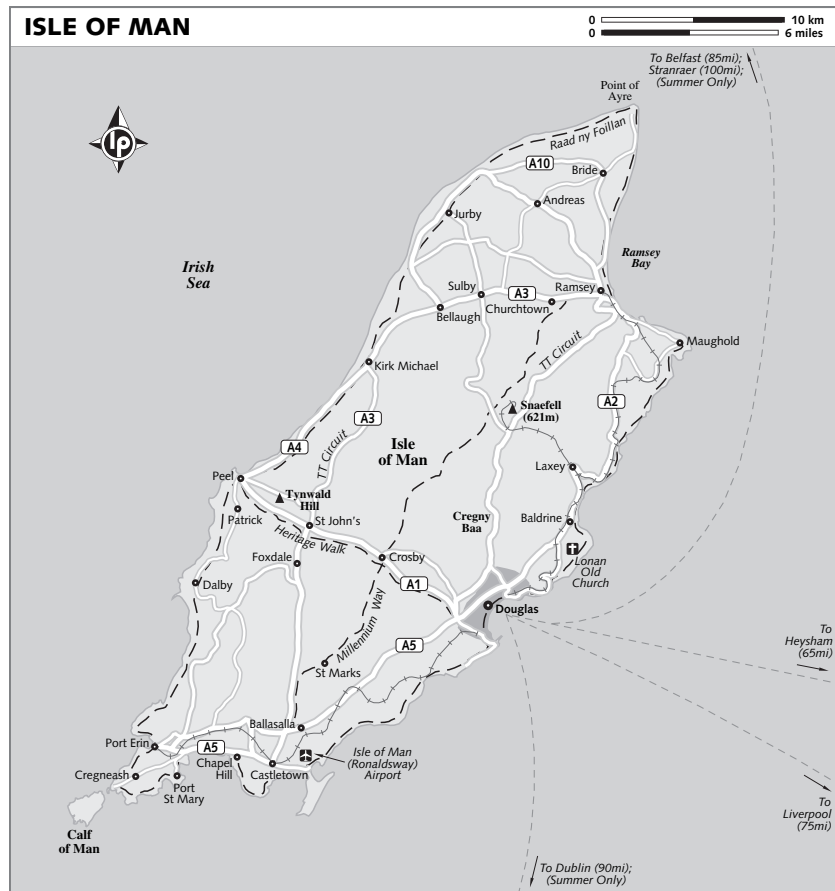 ISLE OF MAN
0 10 km
0 6 miles
To Belfast (85mi);
Stranraer (100mi);
(Summer Only)
Point of
Ayre
lp
Raad ny Foillan
A10
Bride
Andreas
Jurby
Irish
Sea
Ramsey
Bay
Sulby
A3
Ramsey
Churchtown
Bellaugh
Maughold
TT Circuit
Kirk Michael
A2
Snaefell
(621m)
A3
A4
TT Circuit
Isle
of Man
Laxey
Peel
Tynwald
Hill
Patrick
St John's
Cregny
Baa
Baldrine
Heritage Walk
Foxdale
Crosby
Lonan
Old
Church
Dalby
A1
Douglas
Millennium Way
A5
To
Heysham
(65mi)
St Marks
Ballasalla
Port Erin
A5
Isle of Man
(Ronaldsway)
Airport
Chapel
Hill
Castletown
Cregneash
Port
St Mary
To
Liverpool
(75mi)
Calf
of Man
To Dublin (90mi);
(Summer Only)